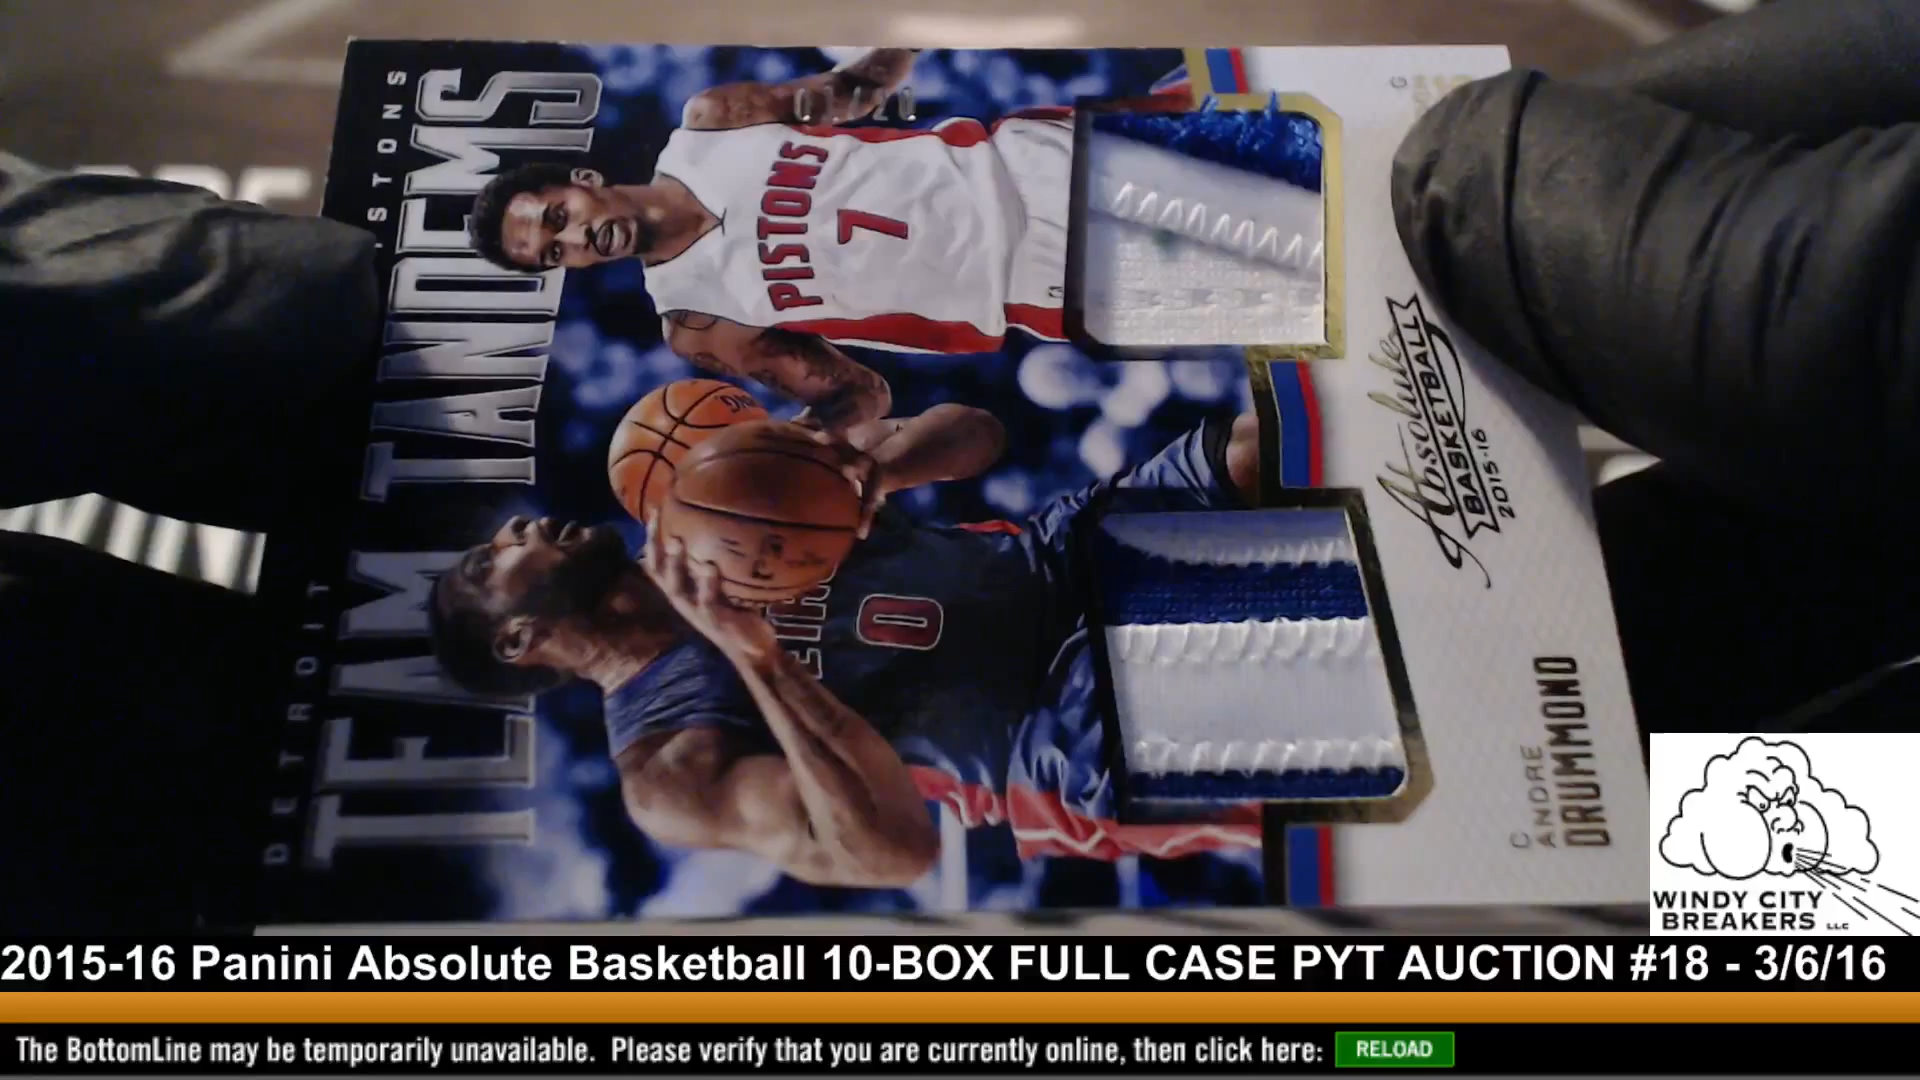 DETROIT
TEAM TANDEMS
PISTONS
7
0
Absolute
BASKETBALL
2015-16
C
ANDRE
DRUMMOND
G
WINDY CITY
BREAKERS LLC
2015-16 Panini Absolute Basketball 10-BOX FULL CASE PYT AUCTION #18 - 3/6/16
The BottomLine may be temporarily unavailable. Please verify that you are currently online, then click here:
RELOAD